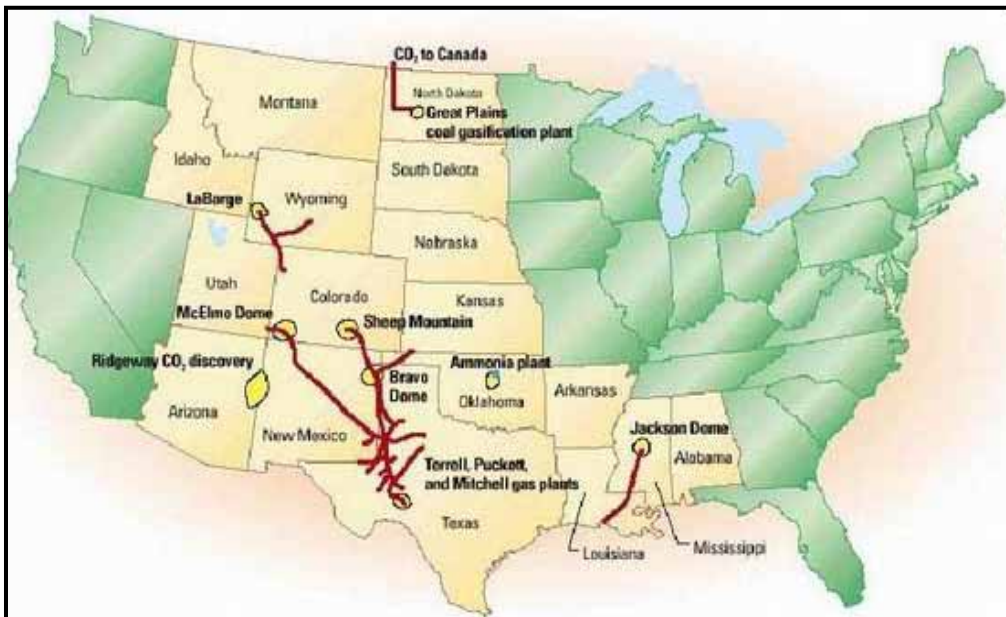 CO₂ to Canada
North Dakota
Montana
Great Plains
coal gasification plant
Idaho
South Dakota
LaBarge
Wyoming
Nebraska
Utah
Colorado
Kansas
McElmo Dome
Sheep Mountain
Ridgeway CO₂ discovery
Bravo
Dome
Ammonia plant
Oklahoma
Arkansas
Arizona
New Mexico
Jackson Dome
Alabama
Terrell, Puckett,
and Mitchell gas plants
Texas
Louisiana
Mississippi